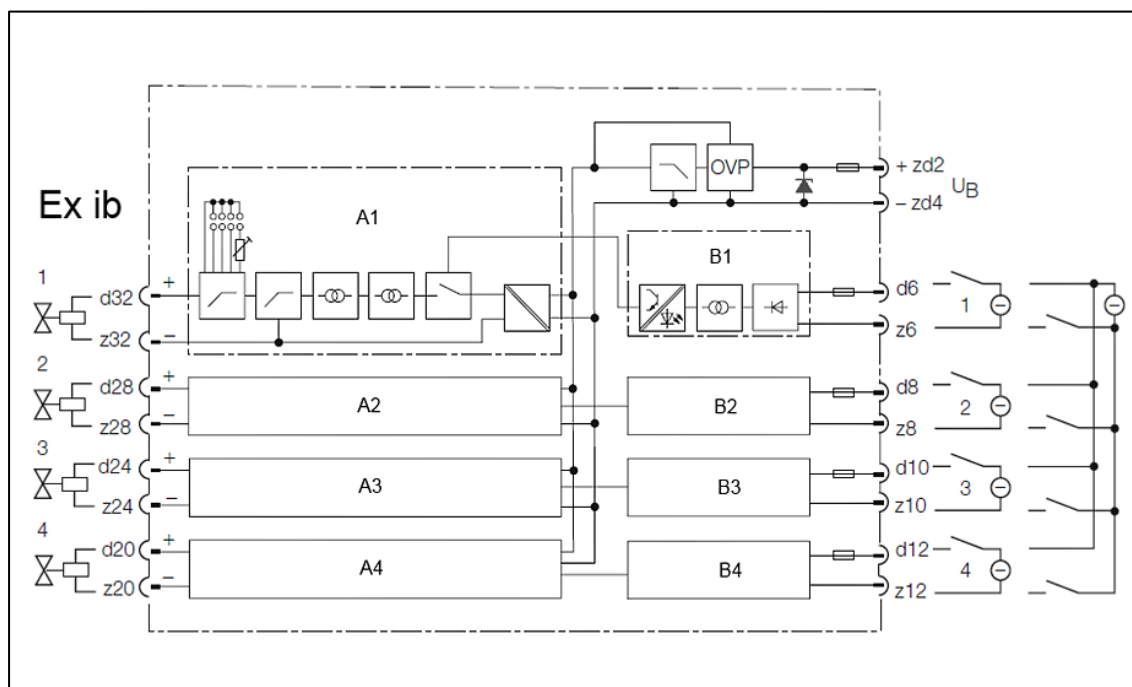 Ex ib
A1
OVP
+ zd2
U_B
– zd4
B1
1
d32 +
z32 –
d6
1
z6
2
d28 +
A2
B2
d8
2
z28 –
z8
3
d24 +
A3
B3
d10
3
z24 –
z10
4
d20 +
A4
B4
d12
4
z20 –
z12